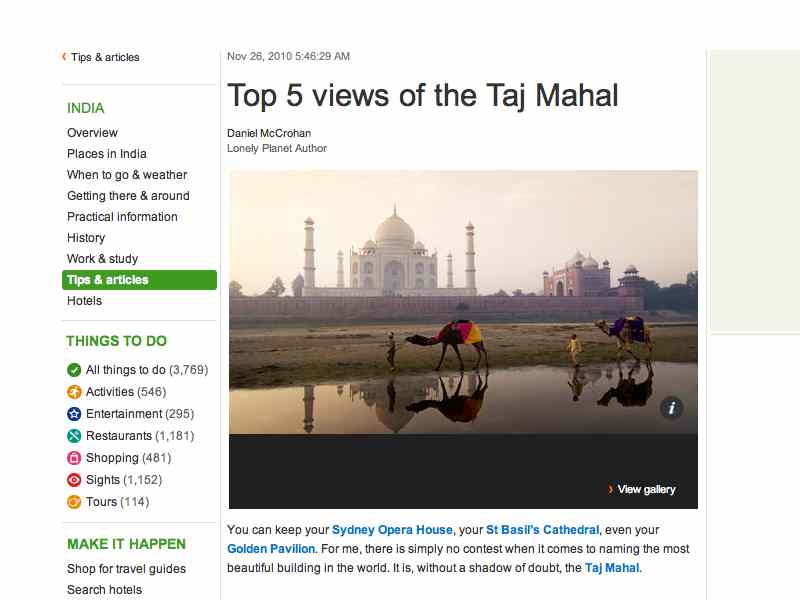 ‹ Tips & articles
INDIA
Overview
Places in India
When to go & weather
Getting there & around
Practical information
History
Work & study
Tips & articles
Hotels
THINGS TO DO
All things to do (3,769)
Activities (546)
Entertainment (295)
Restaurants (1,181)
Shopping (481)
Sights (1,152)
Tours (114)
MAKE IT HAPPEN
Shop for travel guides
Search hotels
Nov 26, 2010 5:46:29 AM
Top 5 views of the Taj Mahal
Daniel McCrohan
Lonely Planet Author
i
› View gallery
You can keep your Sydney Opera House, your St Basil's Cathedral, even your
Golden Pavilion. For me, there is simply no contest when it comes to naming the most
beautiful building in the world. It is, without a shadow of doubt, the Taj Mahal.